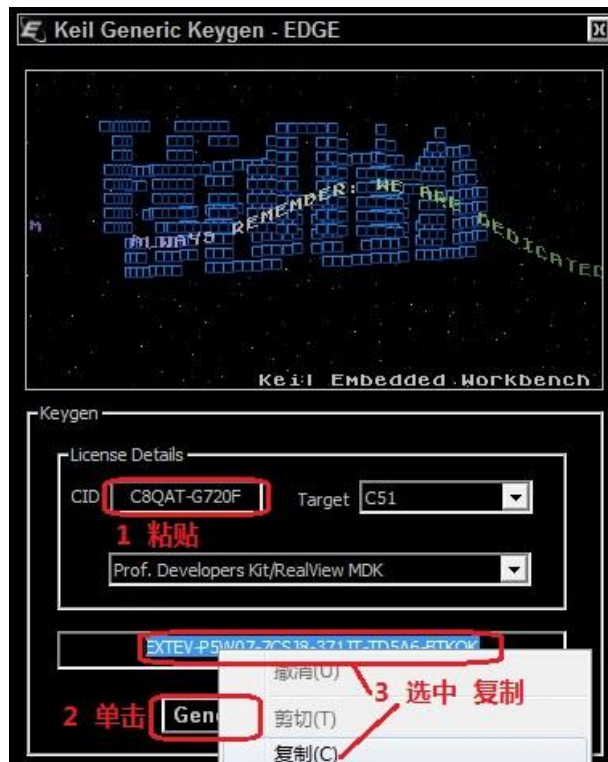 Keil Generic Keygen - EDGE
M
ALWAYS REMEMBER: WE ARE DEDICATED
Keil Embedded Workbench
Keygen
License Details
CID C8QAT-G720F Target C51
1 粘贴
Prof. Developers Kit/RealView MDK
撤消(U)
3 选中 复制
2 单击 Gen
剪切(T)
复制(C)